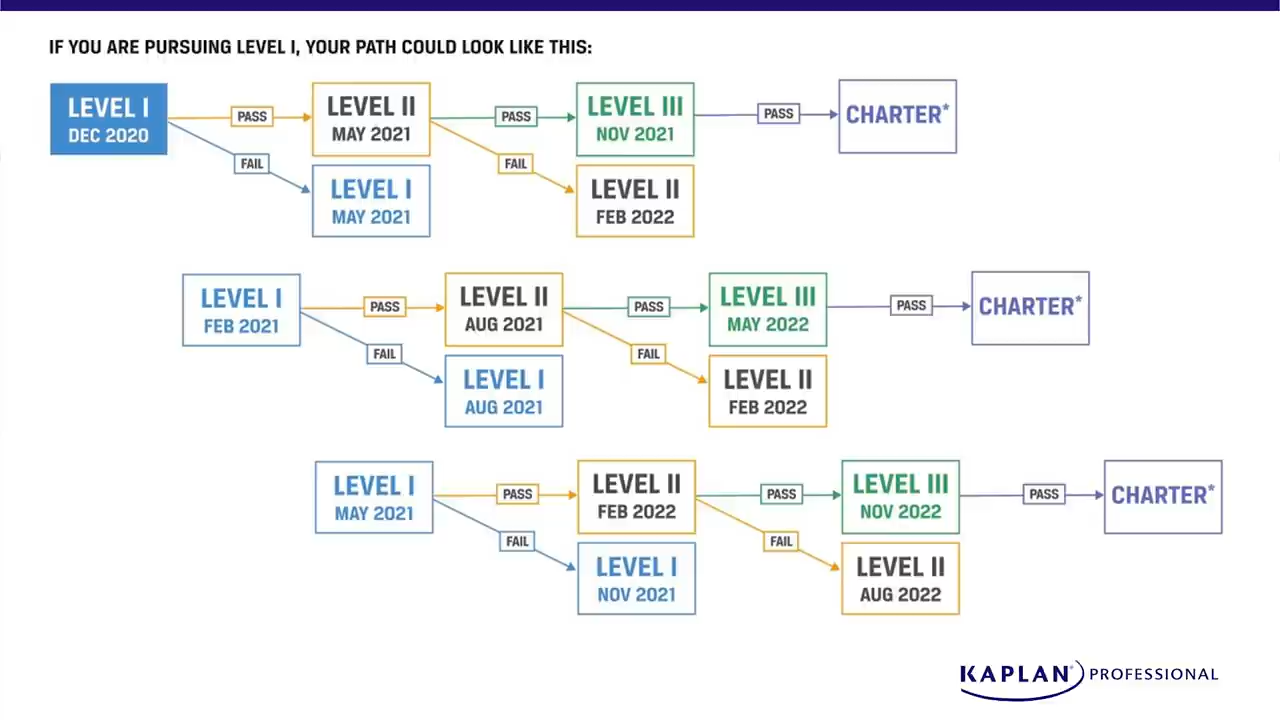 IF YOU ARE PURSUING LEVEL I, YOUR PATH COULD LOOK LIKE THIS:
LEVEL I
DEC 2020
PASS
FAIL
LEVEL II
MAY 2021
LEVEL I
MAY 2021
PASS
FAIL
LEVEL III
NOV 2021
LEVEL II
FEB 2022
PASS
CHARTER*
LEVEL I
FEB 2021
PASS
FAIL
LEVEL II
AUG 2021
LEVEL I
AUG 2021
PASS
FAIL
LEVEL III
MAY 2022
LEVEL II
FEB 2022
PASS
CHARTER*
LEVEL I
MAY 2021
PASS
FAIL
LEVEL II
FEB 2022
LEVEL I
NOV 2021
PASS
FAIL
LEVEL III
NOV 2022
LEVEL II
AUG 2022
PASS
CHARTER*
KAPLAN PROFESSIONAL